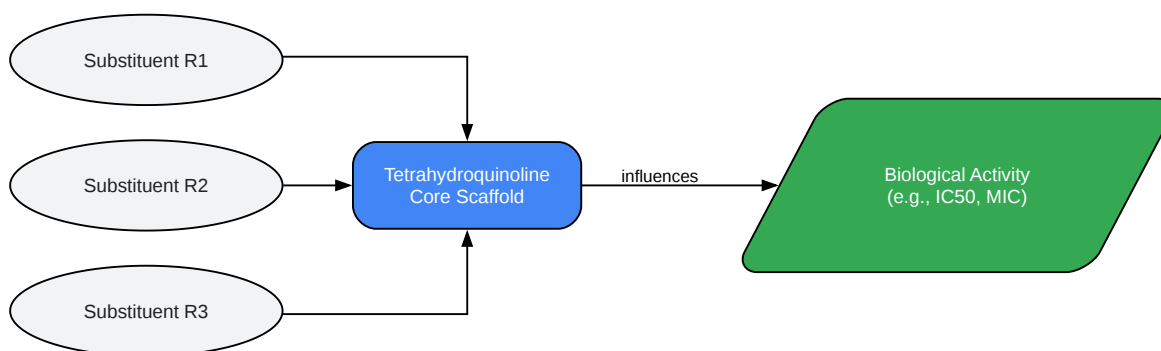 Substituent R1
Substituent R2
Substituent R3
Tetrahydroquinoline
Core Scaffold
influences
Biological Activity
(e.g., IC50, MIC)